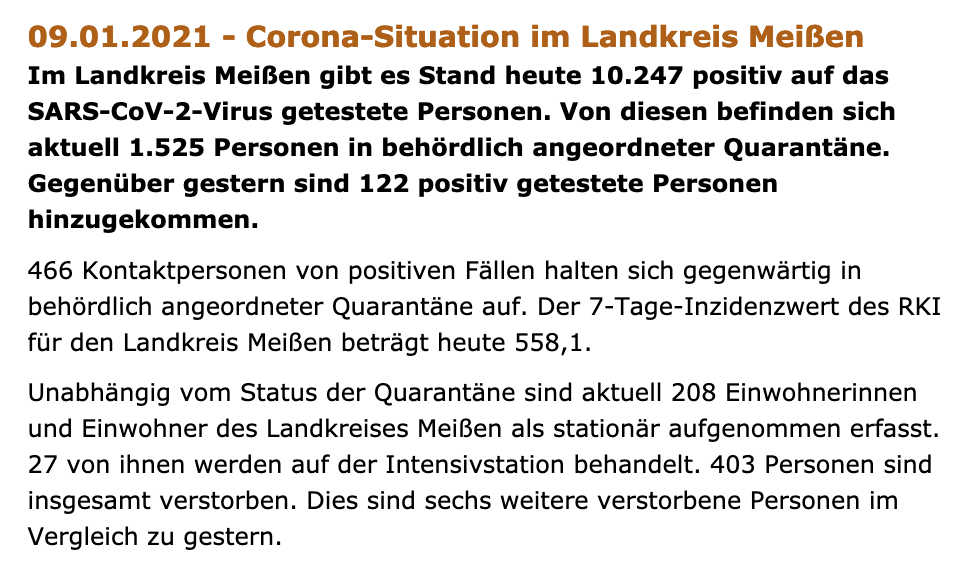 09.01.2021 - Corona-Situation im Landkreis Meißen
Im Landkreis Meißen gibt es Stand heute 10.247 positiv auf das
SARS-CoV-2-Virus getestete Personen. Von diesen befinden sich
aktuell 1.525 Personen in behördlich angeordneter Quarantäne.
Gegenüber gestern sind 122 positiv getestete Personen
hinzugekommen.
466 Kontaktpersonen von positiven Fällen halten sich gegenwärtig in
behördlich angeordneter Quarantäne auf. Der 7-Tage-Inzidenzwert des RKI
für den Landkreis Meißen beträgt heute 558,1.
Unabhängig vom Status der Quarantäne sind aktuell 208 Einwohnerinnen
und Einwohner des Landkreises Meißen als stationär aufgenommen erfasst.
27 von ihnen werden auf der Intensivstation behandelt. 403 Personen sind
insgesamt verstorben. Dies sind sechs weitere verstorbene Personen im
Vergleich zu gestern.